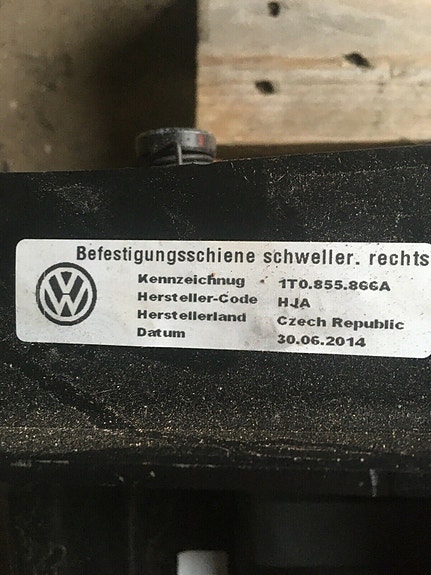 Befestigungsschiene schweller. rechts
Kennzeichnug 1T0.855.866A
Hersteller-Code HJA
Herstellerland Czech Republic
Datum 30.06.2014